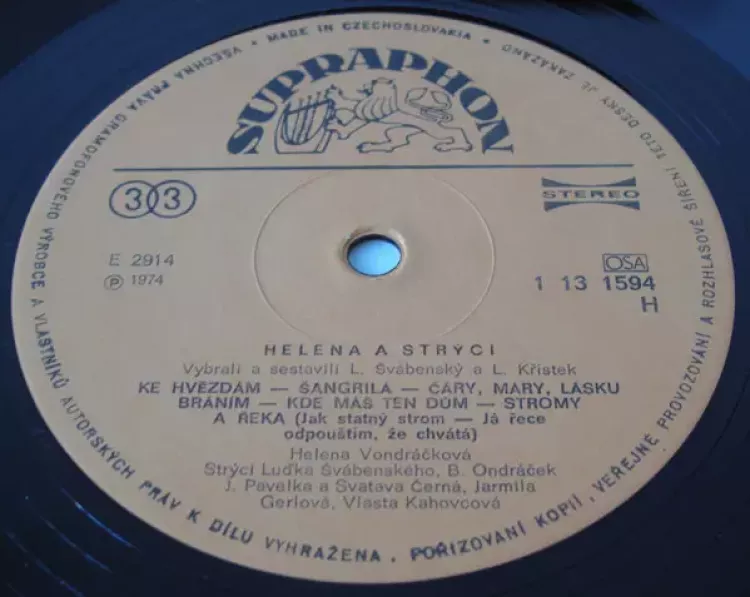 VŠECHNA PRÁVA GRAMOFONOVÉHO VÝROBCE A VLASTNÍKŮ AUTORSKÝCH PRÁV K DÍLU VYHRAŽENA . POŘIZOVÁNÍ KOPIÍ , VEŘEJNÉ PROVOZOVÁNÍ A ROZHLASOVÉ ŠÍŘENÍ TÉTO DESKY JE ZAKÁZÁNO
• MADE IN CZECHOSLOVAKIA •
SUPRAPHON
33
STEREO
E 2914
OSA
℗ 1974
1 13 1594
H
HELENA A STRÝCI
Vybrali a sestavili L. Švábenský a L. Křístek
KE HVĚZDÁM — ŠANGRILA — ČÁRY, MÁRY, LÁSKU
BRÁNÍM — KDE MÁŠ TEN DŮM — STROMY
A ŘEKA (Jak statný strom — Já řece
odpouštím, že chvátá)
Helena Vondráčková
Strýci Luďka Švábenského, B. Ondráček
J. Pavelka a Svatava Černá, Jarmila
Gerlová, Vlasta Kahovcová